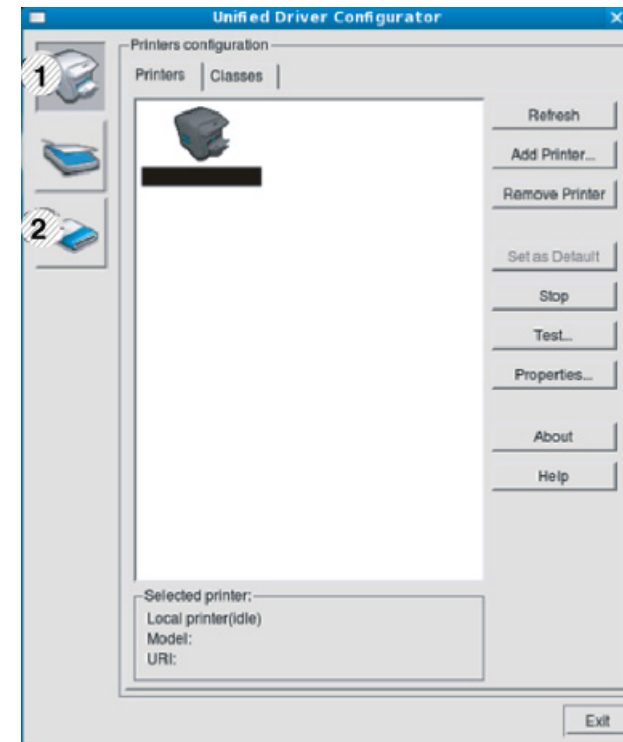 Unified Driver Configurator
1
2
Printers configuration
Printers
Classes
Refresh
Add Printer...
Remove Printer
Set as Default
Stop
Test...
Properties...
About
Help
Selected printer:
Local printer(idle)
Model:
URI:
Exit